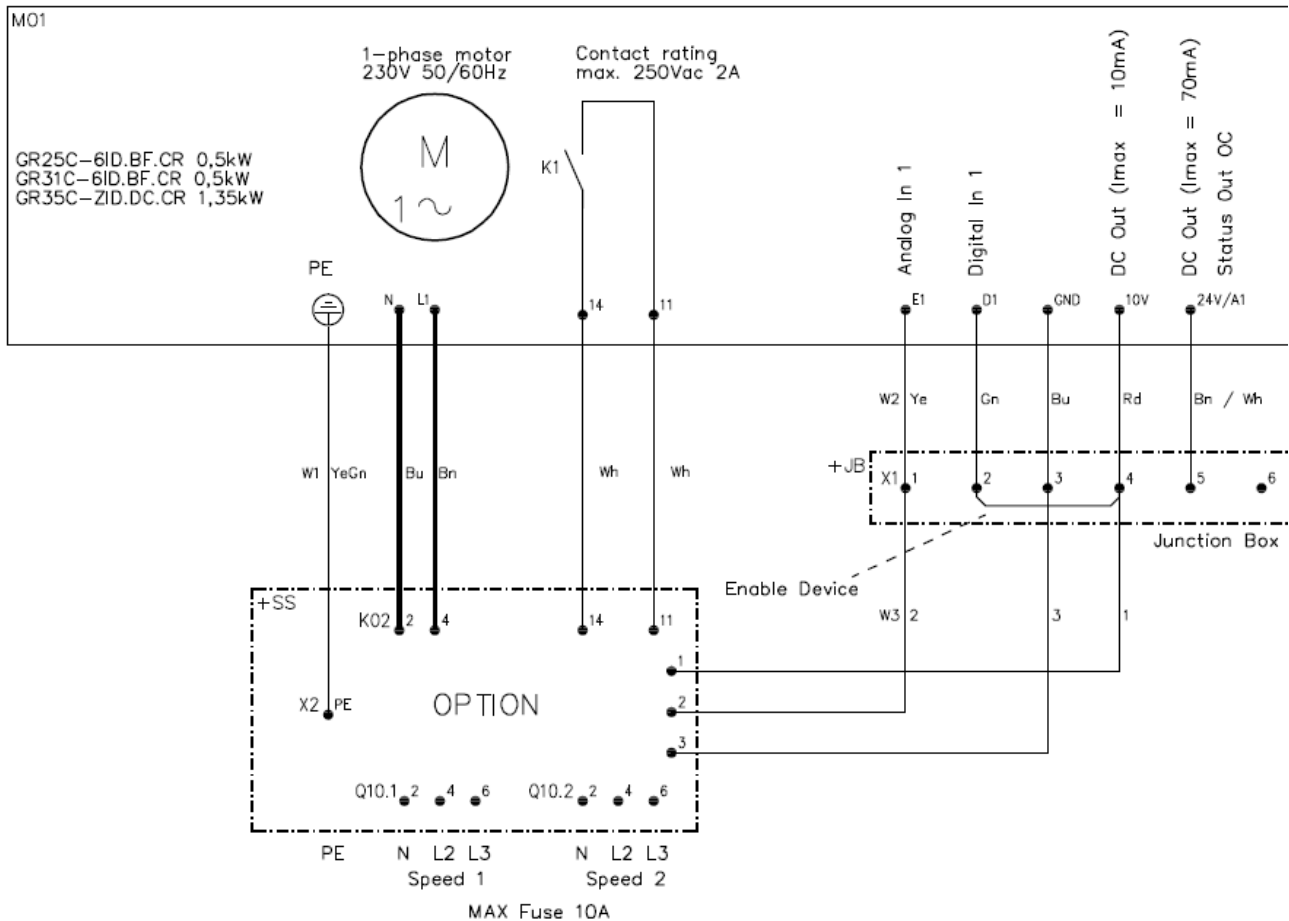 M01
1-phase motor
230V 50/60Hz
Contact rating
max. 250Vac 2A
GR25C-6ID.BF.CR 0,5kW
GR31C-6ID.BF.CR 0,5kW
GR35C-ZID.DC.CR 1,35kW
M
1~
K1
Analog In 1
Digital In 1
DC Out (Imax = 10mA)
DC Out (Imax = 70mA)
Status Out OC
PE
N L1
14 11
E1 D1 GND 10V 24V/A1
W2 Ye Gn Bu Rd Bn / Wh
W1 YeGn Bu Bn Wh Wh
+JB
X1 1 2 3 4 5 6
Junction Box
Enable Device
+SS
K02 2 4 14 11
W3 2 3 1
1
X2 PE
OPTION
2
3
Q10.1 2 4 6 Q10.2 2 4 6
PE N L2 L3 N L2 L3
Speed 1 Speed 2
MAX Fuse 10A